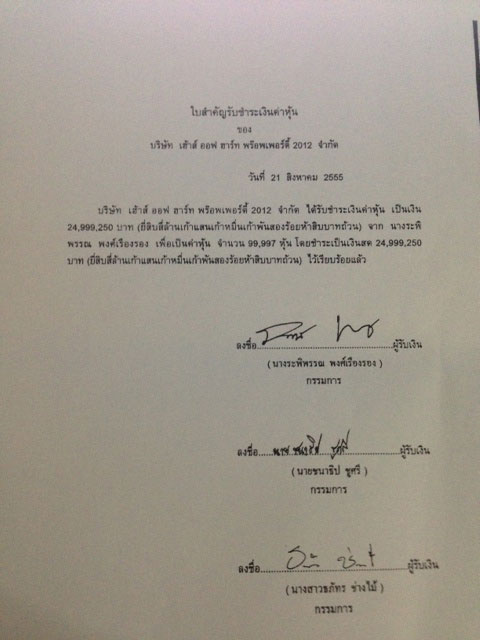 ใบสำคัญรับชำระเงินค่าหุ้น
ของ
บริษัท เฮ้าส์ ออฟ ฮาร์ท พร็อพเพอร์ตี้ 2012 จำกัด
วันที่ 21 สิงหาคม 2555
บริษัท เฮ้าส์ ออฟ ฮาร์ท พร็อพเพอร์ตี้ 2012 จำกัด ได้รับชำระเงินค่าหุ้น เป็นเงิน
24,999,250 บาท (ยี่สิบสี่ล้านเก้าแสนเก้าหมื่นเก้าพันสองร้อยห้าสิบบาทถ้วน) จาก นางระพิ
พรรณ พงศ์เรืองรอง เพื่อเป็นค่าหุ้น จำนวน 99,997 หุ้น โดยชำระเป็นเงินสด 24,999,250
บาท (ยี่สิบสี่ล้านเก้าแสนเก้าหมื่นเก้าพันสองร้อยห้าสิบบาทถ้วน) ไว้เรียบร้อยแล้ว
ลงชื่อ....................ผู้รับเงิน
(นางระพิพรรณ พงศ์เรืองรอง)
กรรมการ
ลงชื่อ....................ผู้รับเงิน
(นายชนาธิป ชูศรี)
กรรมการ
ลงชื่อ....................ผู้รับเงิน
(นางสาวธภัทร ช่างไม้)
กรรมการ